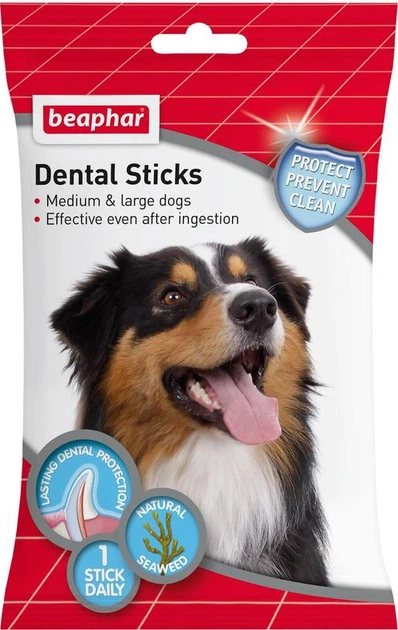 beaphar
Dental Sticks
• Medium & large dogs
• Effective even after ingestion
PROTECT
PREVENT
CLEAN
LASTING DENTAL PROTECTION
NATURAL
SEAWEED
1
STICK
DAILY